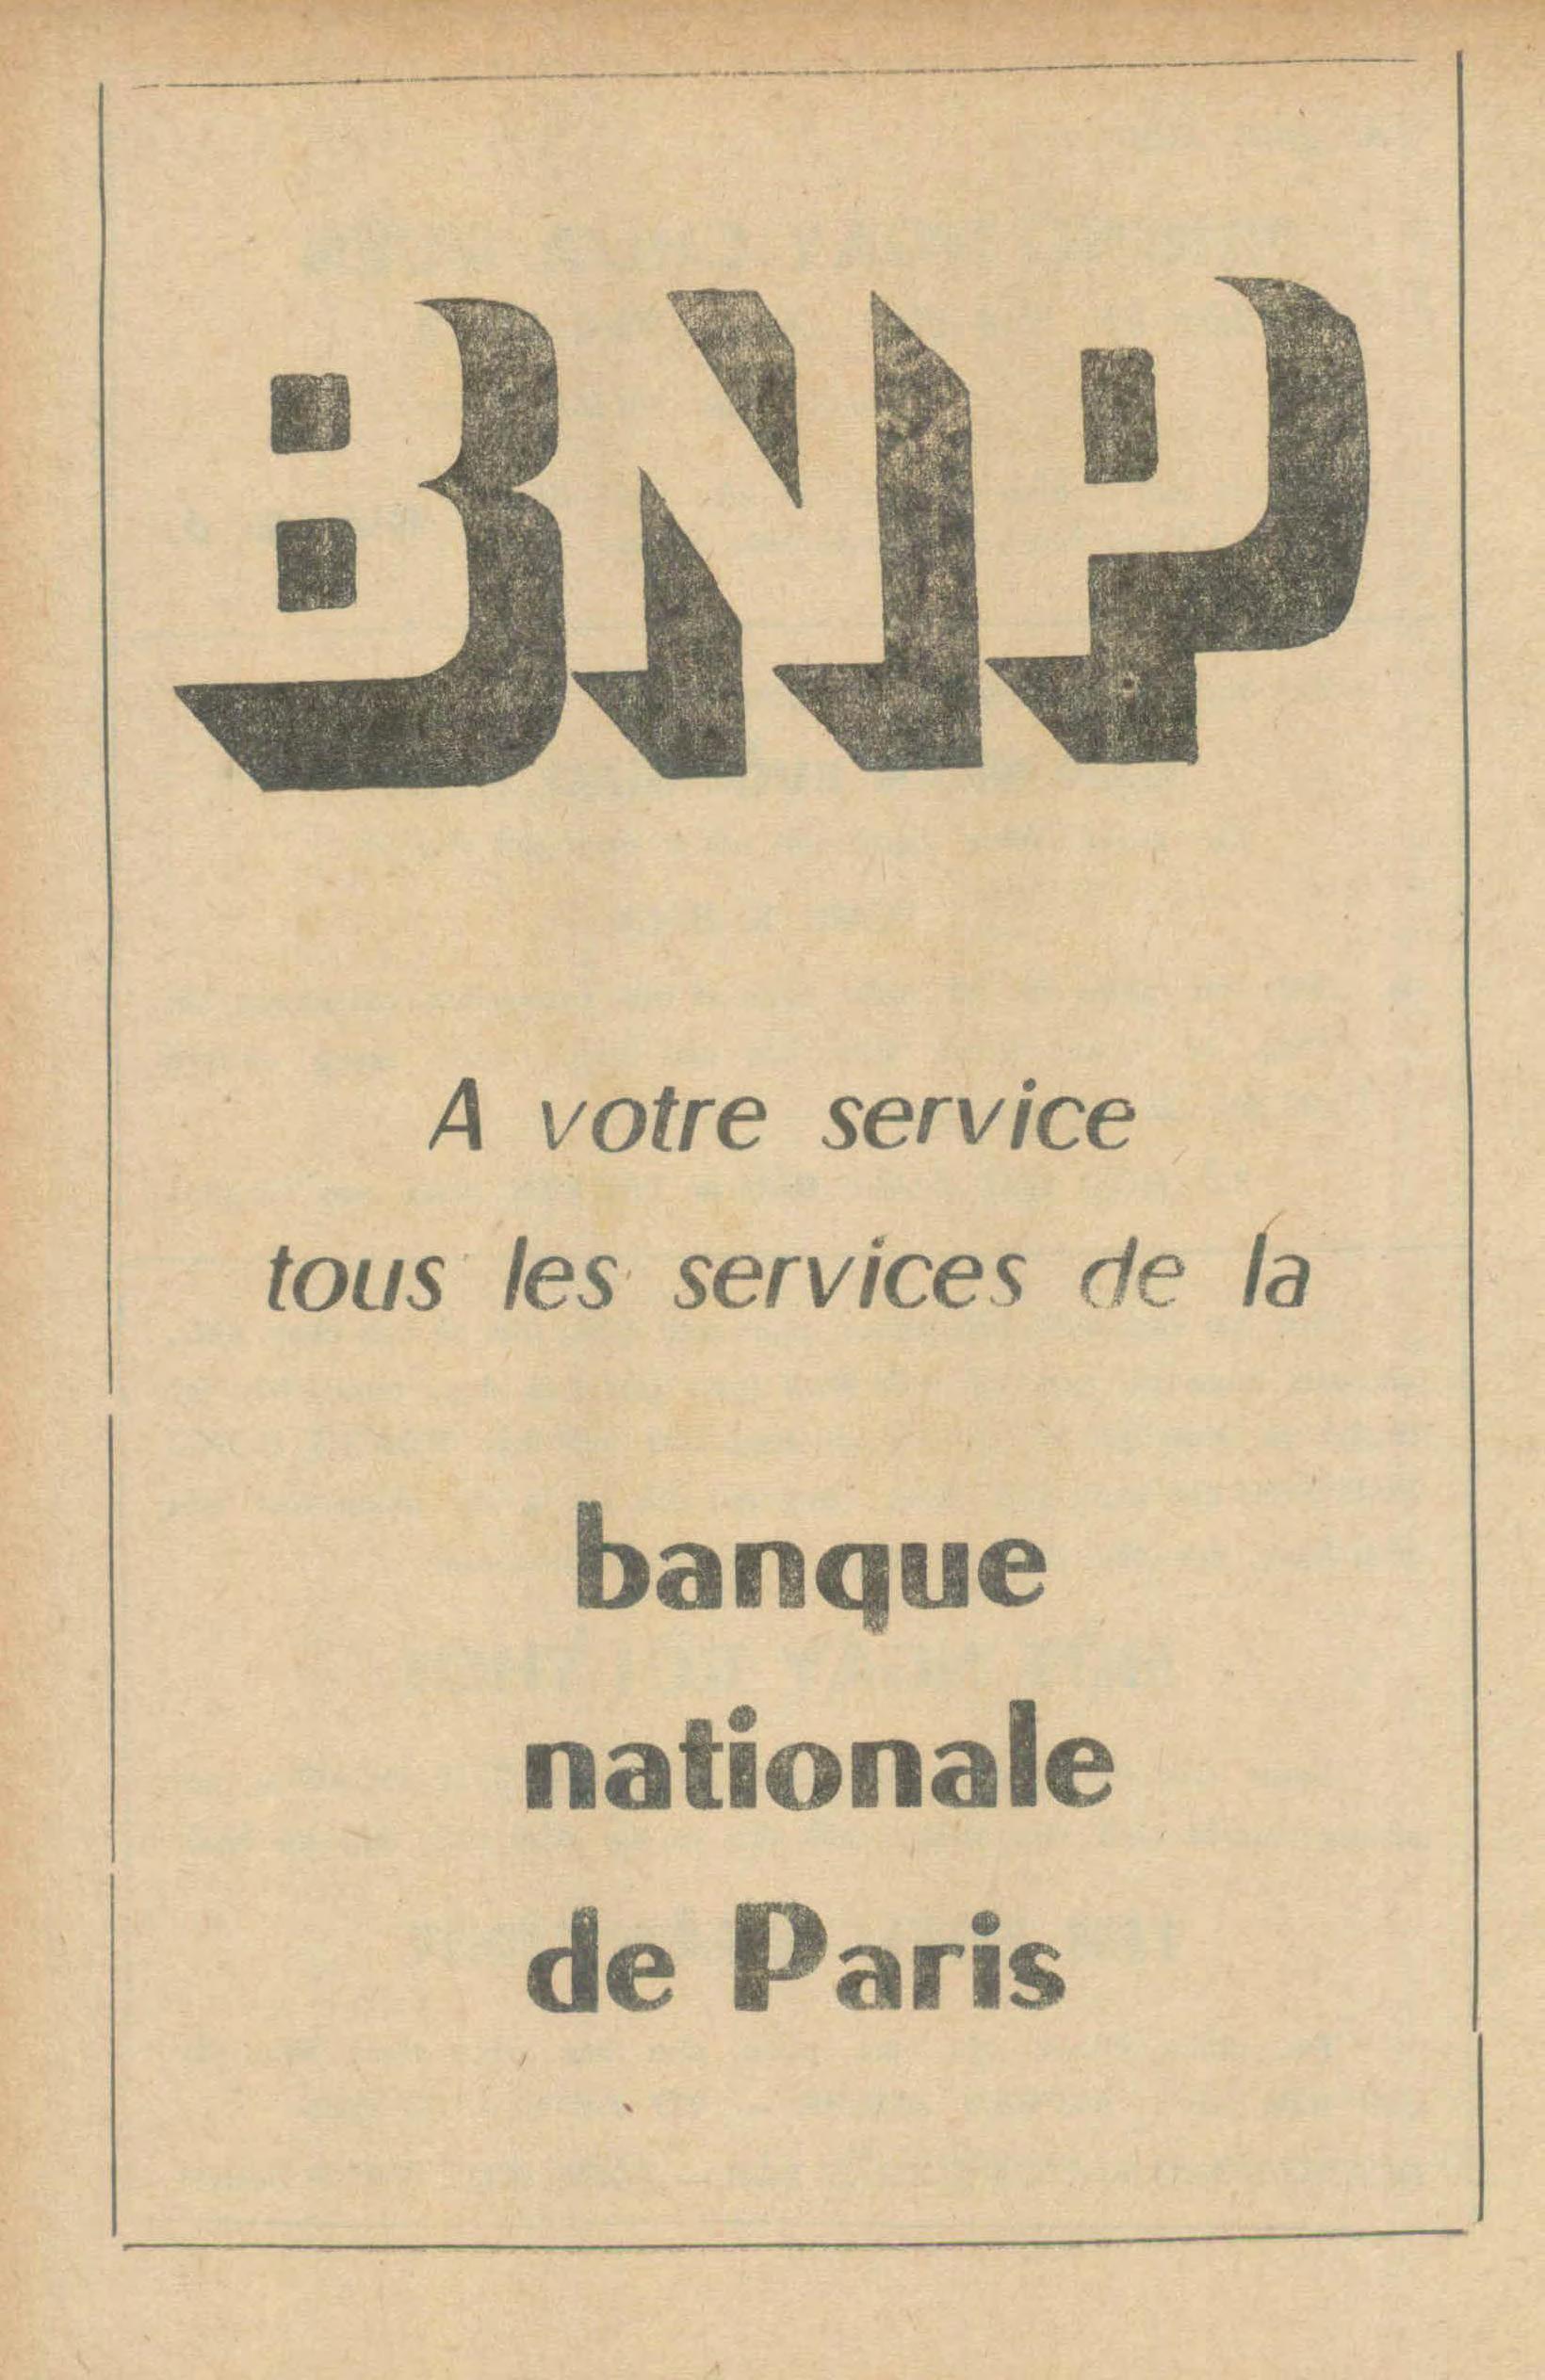 BNP
A votre service
tous les services de la
banque
nationale
de Paris